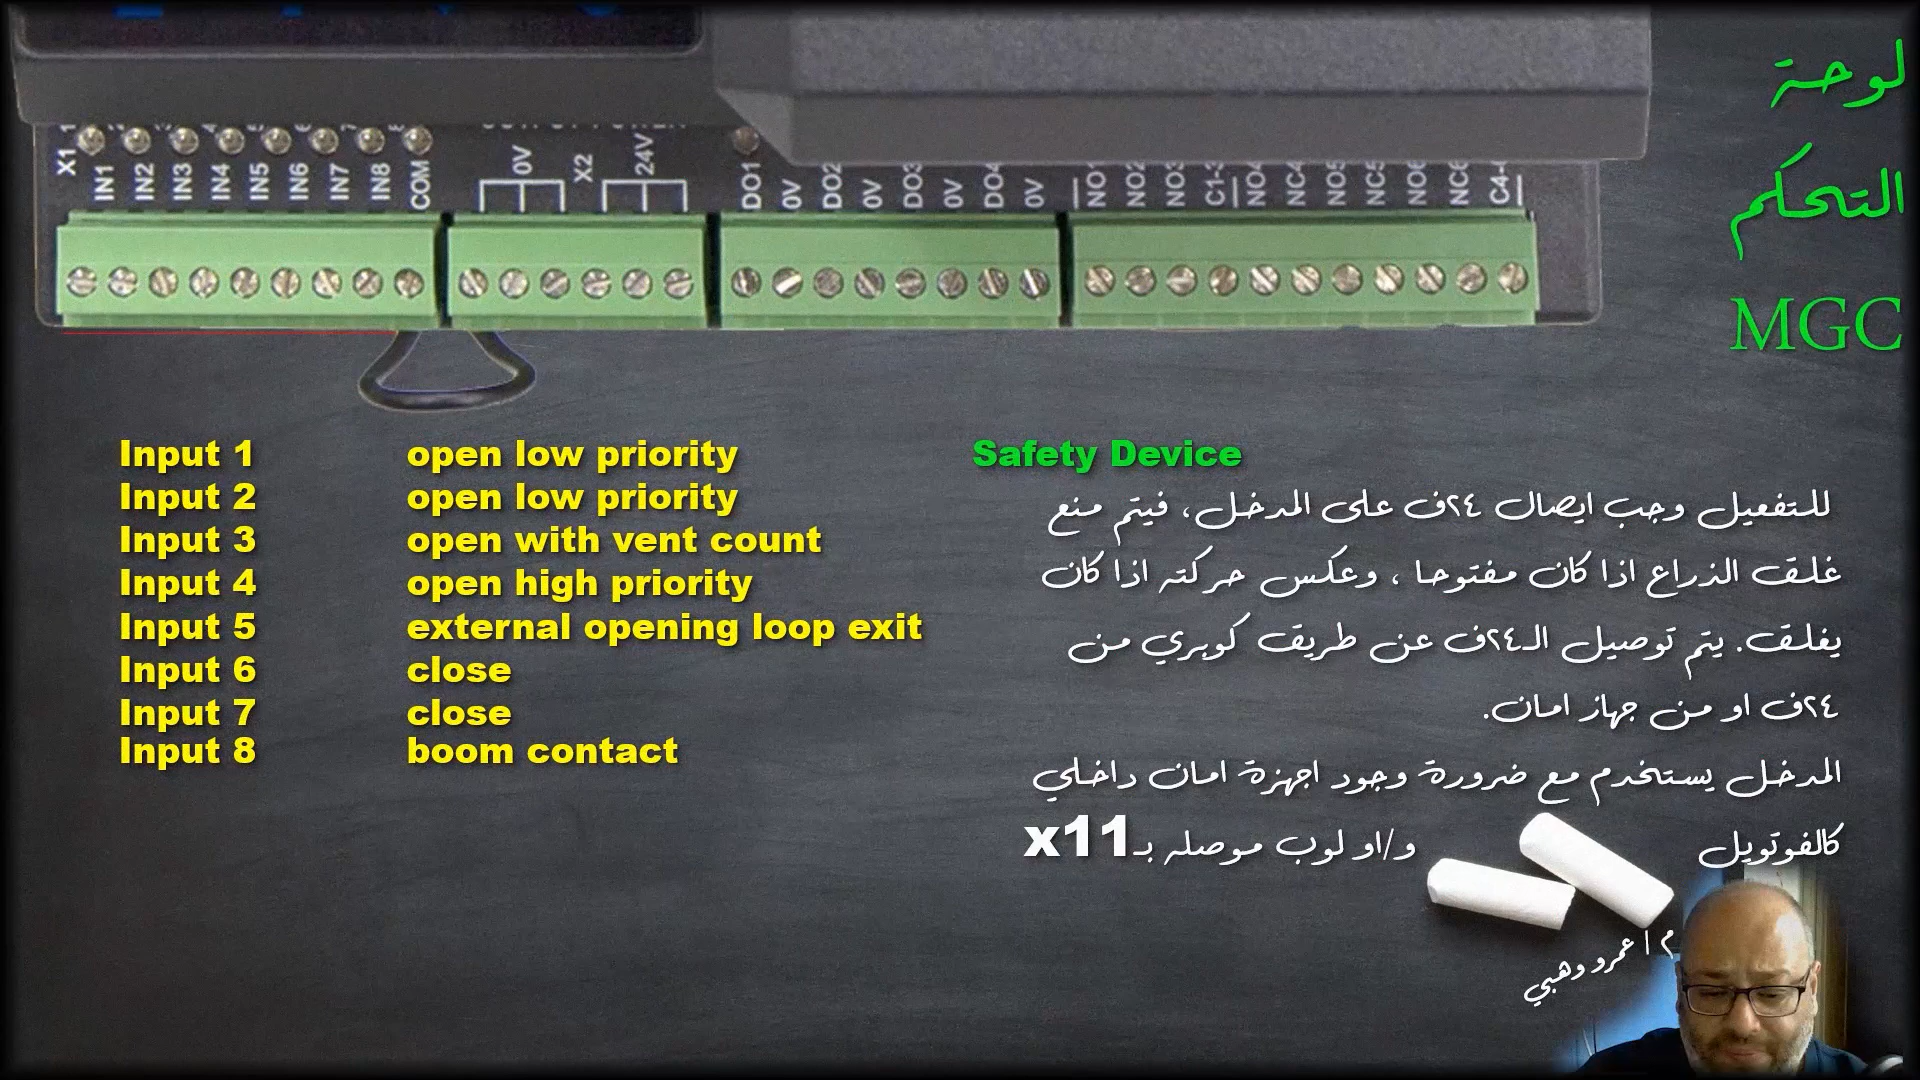 X1 IN1 IN2 IN3 IN4 IN5 IN6 IN7 IN8 COM 0V X2 24V DO1 0V DO2 0V DO3 0V DO4 0V NO1 NO2 NO3 C1-3 NO4 NC4 NO5 NC5 NO6 NC6
لوحة
التحكم
MGC
Input 1 open low priority
Input 2 open low priority
Input 3 open with vent count
Input 4 open high priority
Input 5 external opening loop exit
Input 6 close
Input 7 close
Input 8 boom contact
Safety Device
للتفعيل وجب ايصال ٢٤ف على المدخل، فيتم منع
غلق الذراع اذا كان مفتوحا ، وعكس حركته اذا كان
يغلق. يتم توصيل الـ٢٤ف عن طريق كوبري من
٢٤ف او من جهاز امان.
المدخل يستخدم مع ضرورة وجود اجهزة امان داخلي
كالفوتويل و/او لوب موصله بـx11
م / عمرو وهبي